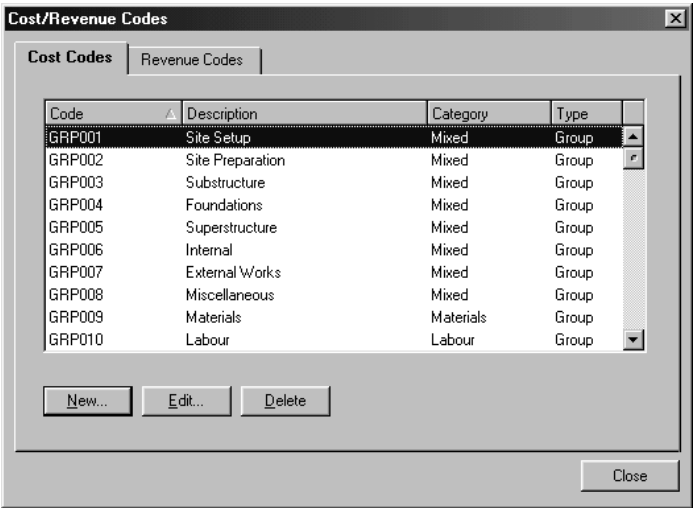 Cost/Revenue Codes
Cost Codes Revenue Codes
Code Description Category Type
GRP001 Site Setup Mixed Group
GRP002 Site Preparation Mixed Group
GRP003 Substructure Mixed Group
GRP004 Foundations Mixed Group
GRP005 Superstructure Mixed Group
GRP006 Internal Mixed Group
GRP007 External Works Mixed Group
GRP008 Miscellaneous Mixed Group
GRP009 Materials Materials Group
GRP010 Labour Labour Group
New... Edit... Delete
Close